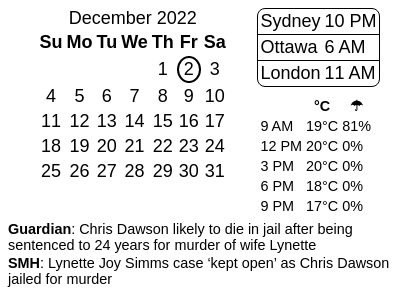 December 2022
Su Mo Tu We Th Fr Sa
1 2 3
4 5 6 7 8 9 10
11 12 13 14 15 16 17
18 19 20 21 22 23 24
25 26 27 28 29 30 31
Sydney 10 PM
Ottawa 6 AM
London 11 AM
°C ☂
9 AM 19°C 81%
12 PM 20°C 0%
3 PM 20°C 0%
6 PM 18°C 0%
9 PM 17°C 0%
Guardian: Chris Dawson likely to die in jail after being
sentenced to 24 years for murder of wife Lynette
SMH: Lynette Joy Simms case ‘kept open’ as Chris Dawson
jailed for murder